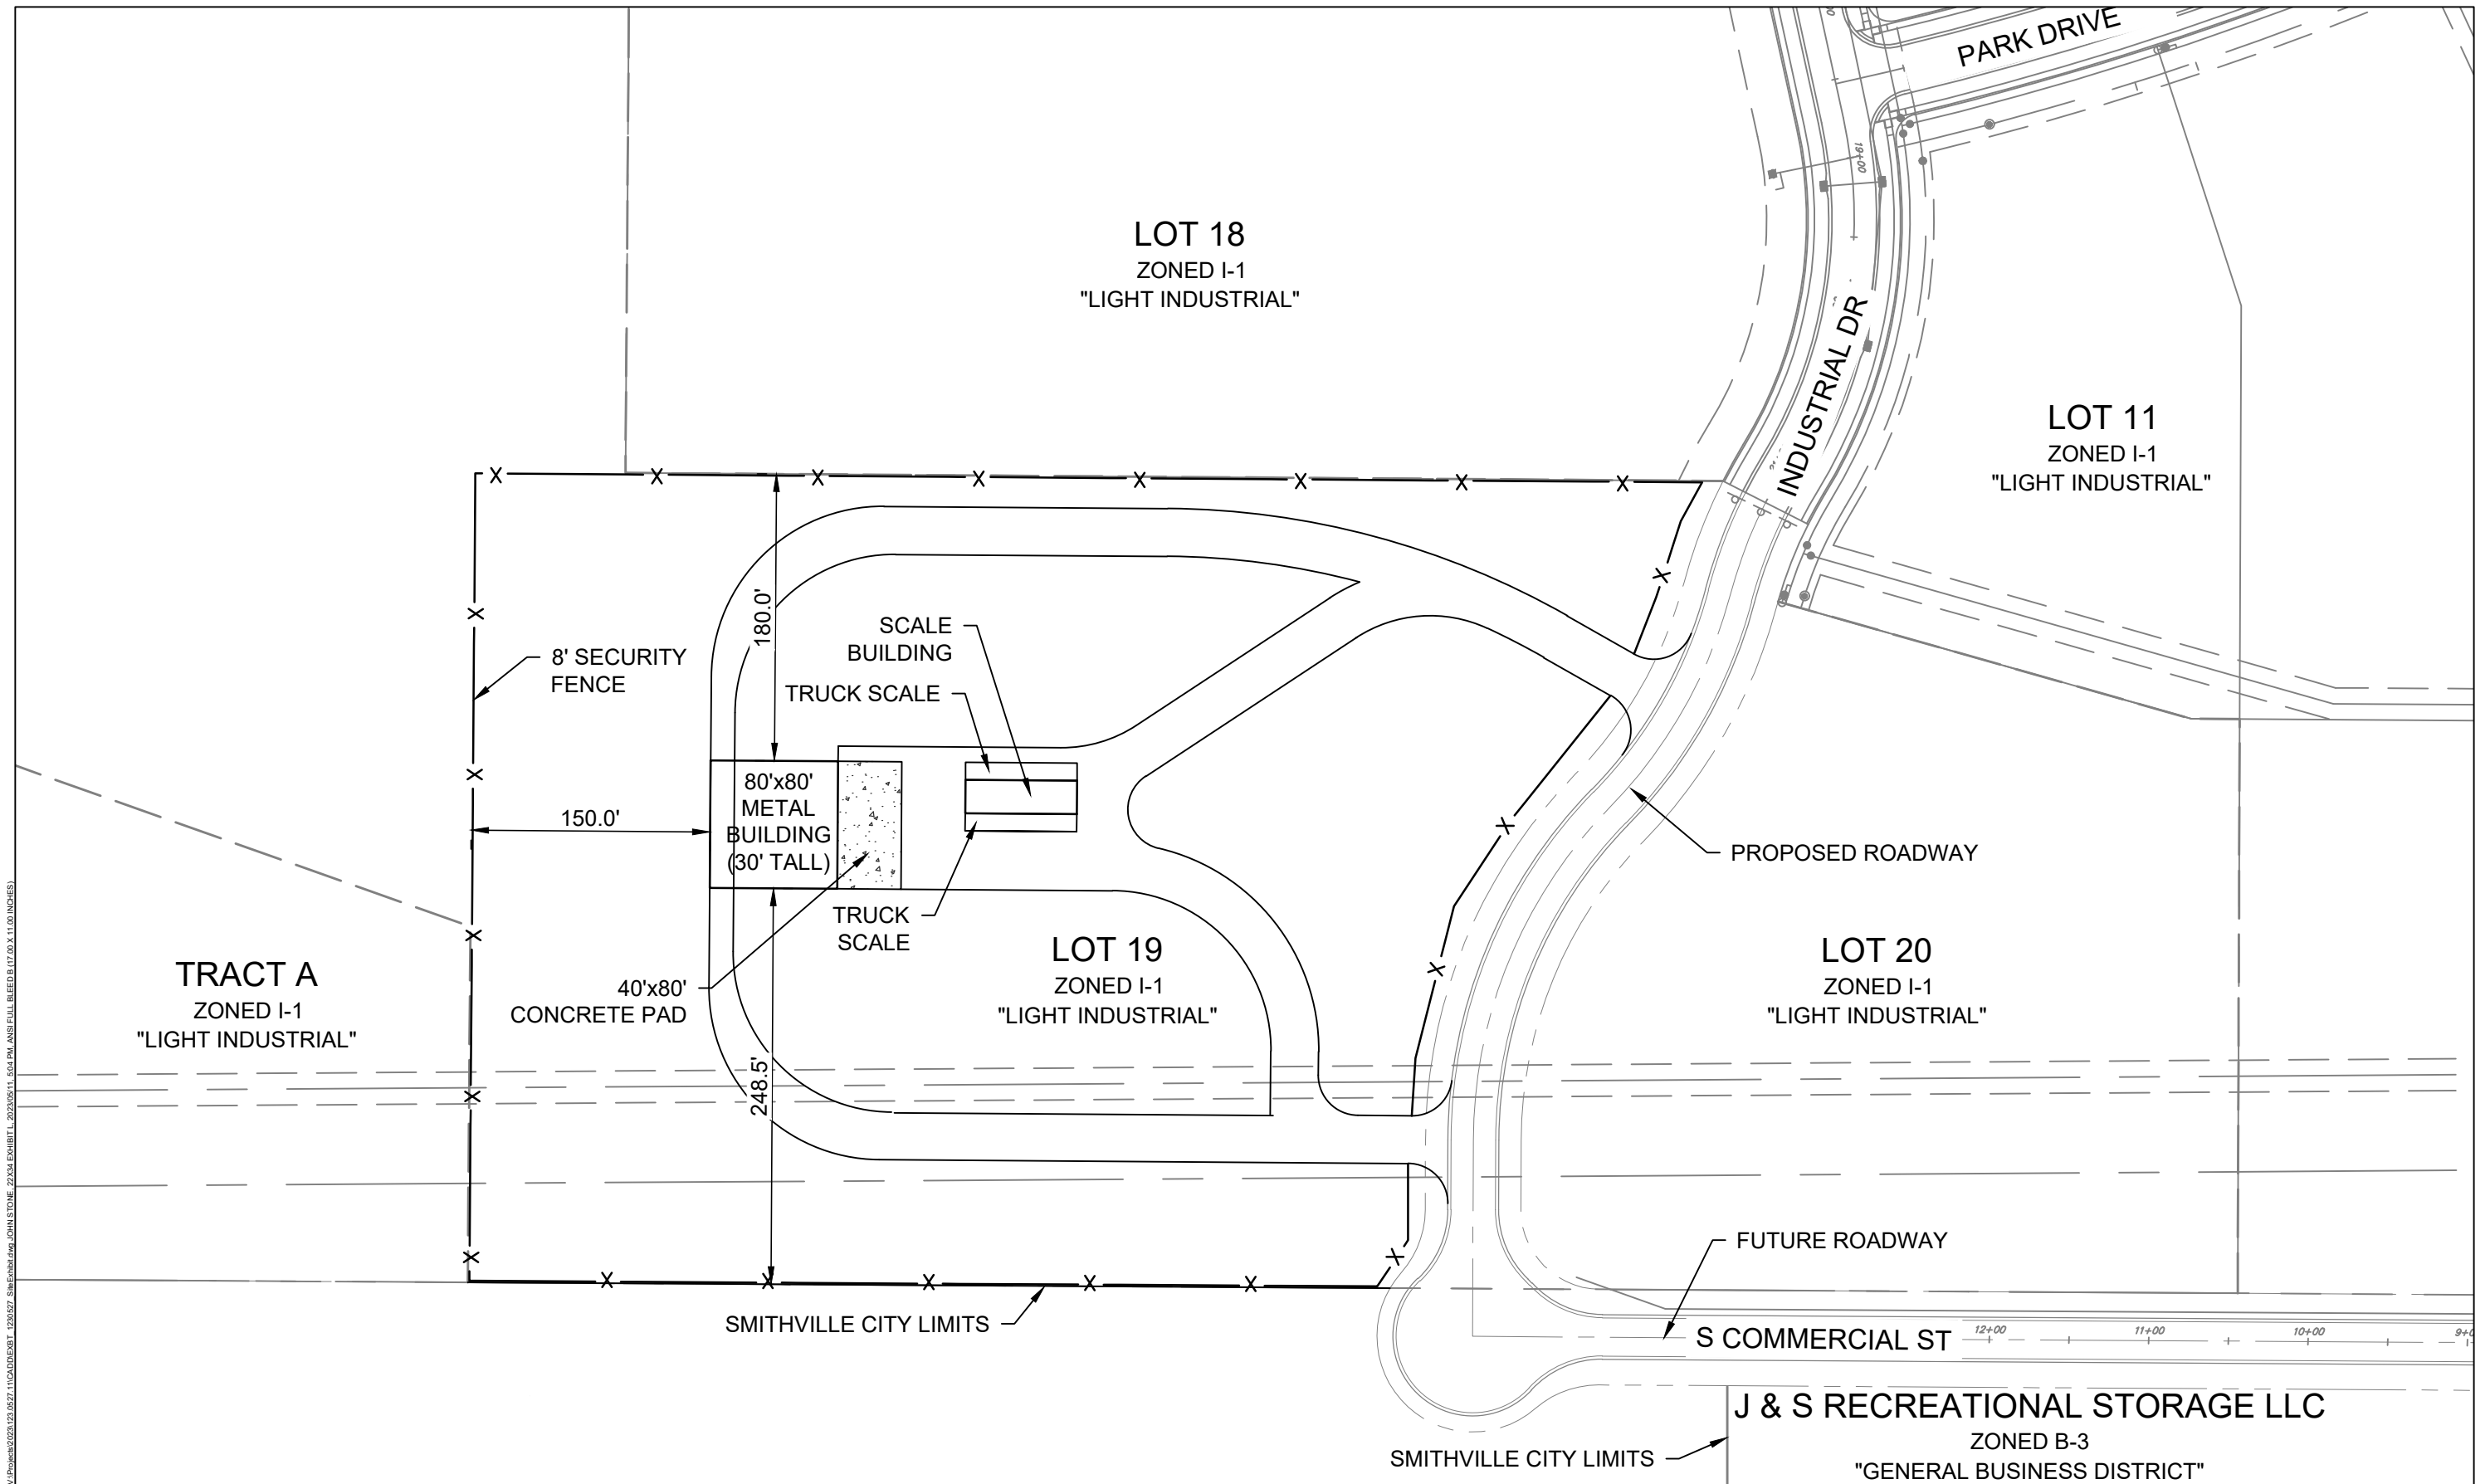 PARK DRIVE
19+00
LOT 18
ZONED I-1
"LIGHT INDUSTRIAL"
INDUSTRIAL DR
LOT 11
ZONED I-1
"LIGHT INDUSTRIAL"
X X X X X X X X
180.0'
SCALE
BUILDING
8' SECURITY
FENCE
TRUCK SCALE
80'x80'
METAL
BUILDING
(30' TALL)
150.0'
PROPOSED ROADWAY
TRUCK
SCALE
LOT 19
ZONED I-1
"LIGHT INDUSTRIAL"
LOT 20
ZONED I-1
"LIGHT INDUSTRIAL"
TRACT A
ZONED I-1
"LIGHT INDUSTRIAL"
40'x80'
CONCRETE PAD
248.5'
FUTURE ROADWAY
SMITHVILLE CITY LIMITS
S COMMERCIAL ST
12+00
11+00
10+00
J & S RECREATIONAL STORAGE LLC
ZONED B-3
"GENERAL BUSINESS DISTRICT"
SMITHVILLE CITY LIMITS